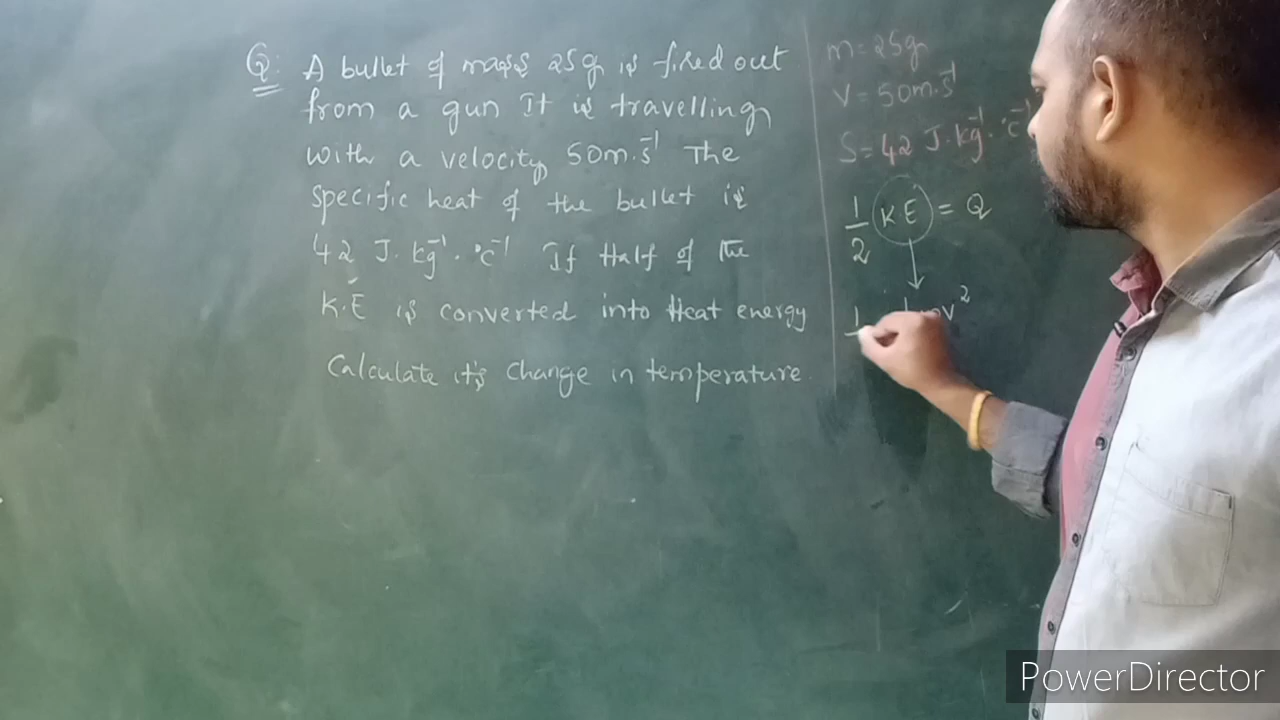 Q: A bullet of mass 25g is fired out
from a gun It is travelling
with a velocity 50m.s⁻¹ The
specific heat of the bullet is
42 J.kg⁻¹.°c⁻¹ If Half of the
K.E is converted into Heat energy
Calculate it's change in temperature.
m=25g
V=50m.s⁻¹
S=42 J.kg⁻¹.°c⁻¹
1/2 (K.E) = Q
v²
PowerDirector